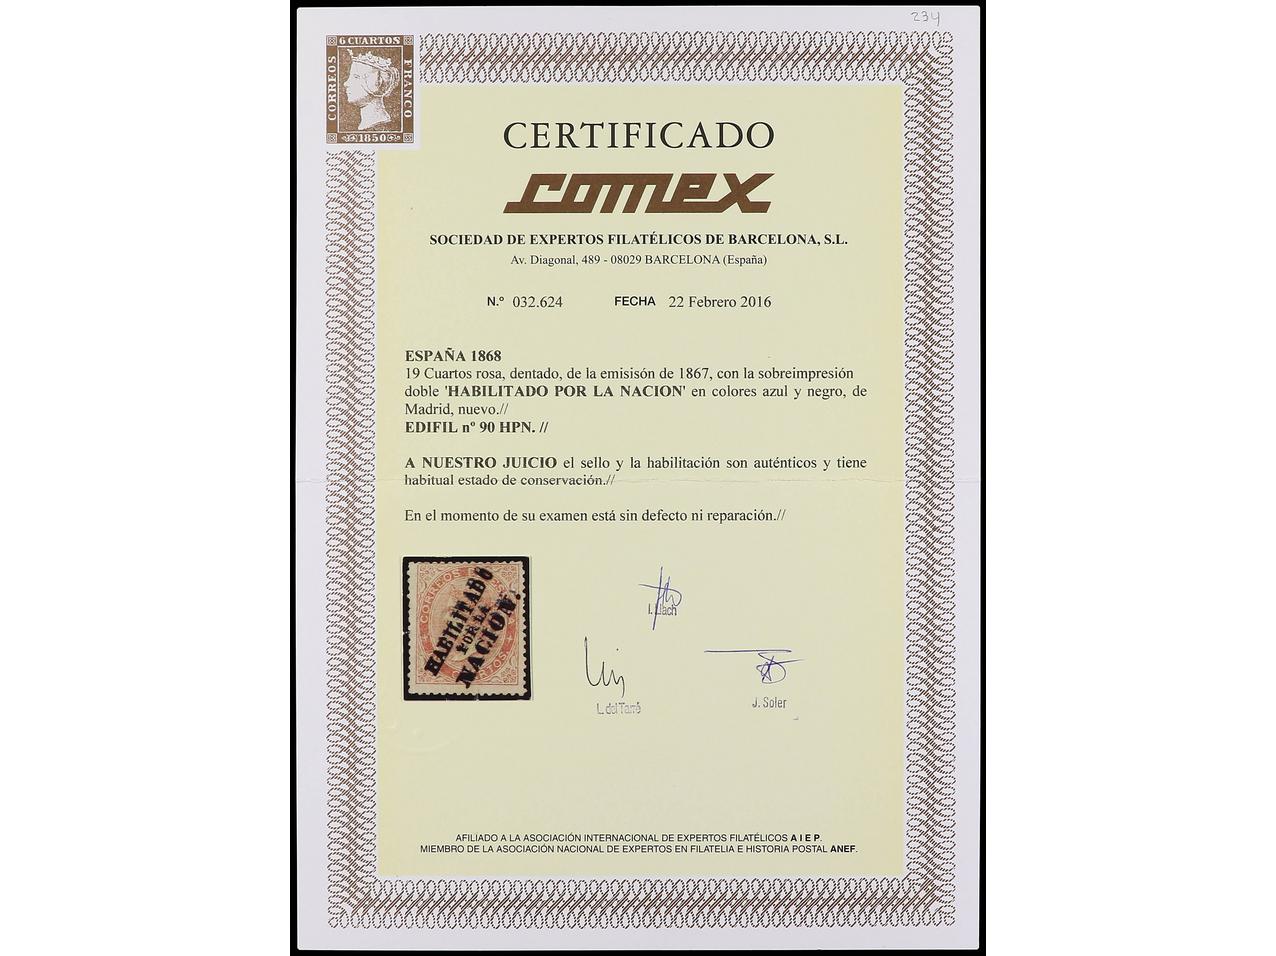 234
6 CUARTOS
CORREOS
FRANCO
1850
CERTIFICADO
comex
SOCIEDAD DE EXPERTOS FILATÉLICOS DE BARCELONA, S.L.
Av. Diagonal, 489 - 08029 BARCELONA (España)
N.º 032.624 FECHA 22 Febrero 2016
ESPAÑA 1868
19 Cuartos rosa, dentado, de la emisisón de 1867, con la sobreimpresión
doble 'HABILITADO POR LA NACION' en colores azul y negro, de
Madrid, nuevo.//
EDIFIL nº 90 HPN. //
A NUESTRO JUICIO el sello y la habilitación son auténticos y tiene
habitual estado de conservación.//
En el momento de su examen está sin defecto ni reparación.//
CORREOS
HABILITADO
POR LA
NACION.
CUARTOS
I. Llach
L. del Tarré
J. Soler
AFILIADO A LA ASOCIACIÓN INTERNACIONAL DE EXPERTOS FILATÉLICOS A I E P.
MIEMBRO DE LA ASOCIACIÓN NACIONAL DE EXPERTOS EN FILATELIA E HISTORIA POSTAL ANEF.